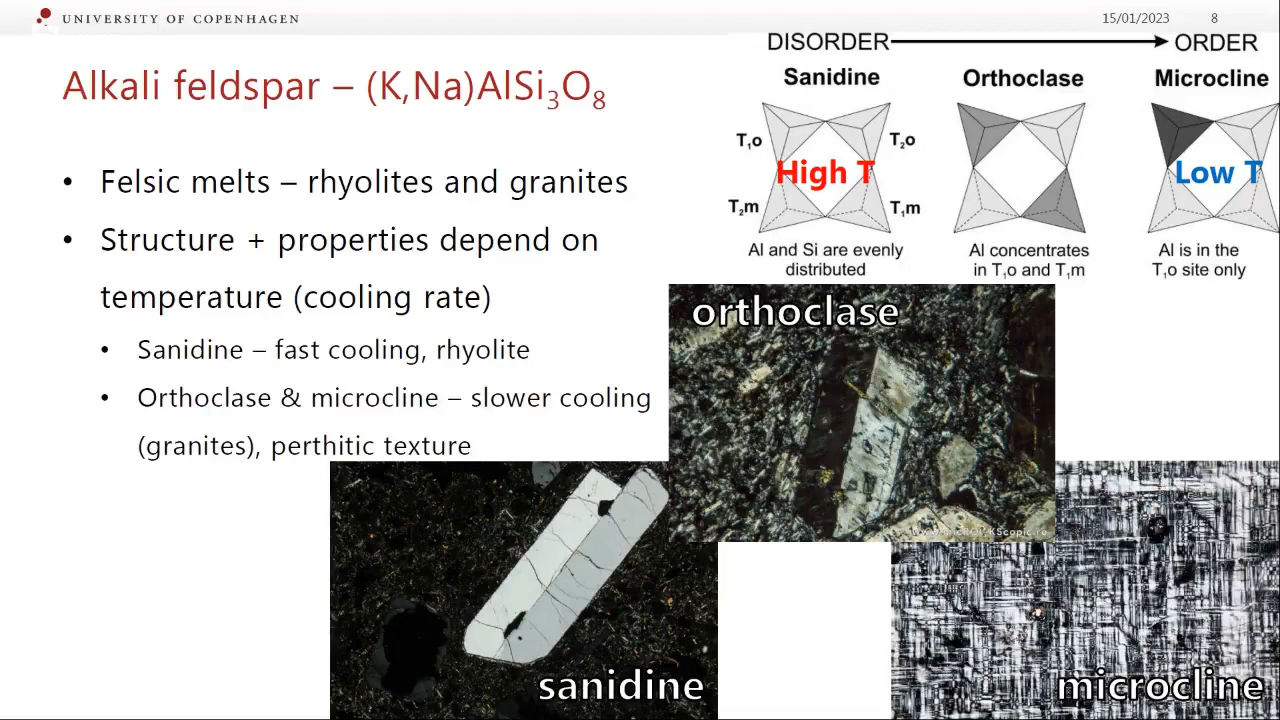 UNIVERSITY OF COPENHAGEN
15/01/2023 8
Alkali feldspar – (K,Na)AlSi₃O₈
• Felsic melts – rhyolites and granites
• Structure + properties depend on
temperature (cooling rate)
• Sanidine – fast cooling, rhyolite
• Orthoclase & microcline – slower cooling
(granites), perthitic texture
DISORDER ORDER
Sanidine Orthoclase Microcline
T₁o T₂o
High T Low T
T₂m T₁m
Al and Si are evenly
distributed
Al concentrates
in T₁o and T₁m
Al is in the
T₁o site only
orthoclase
sanidine
microcline